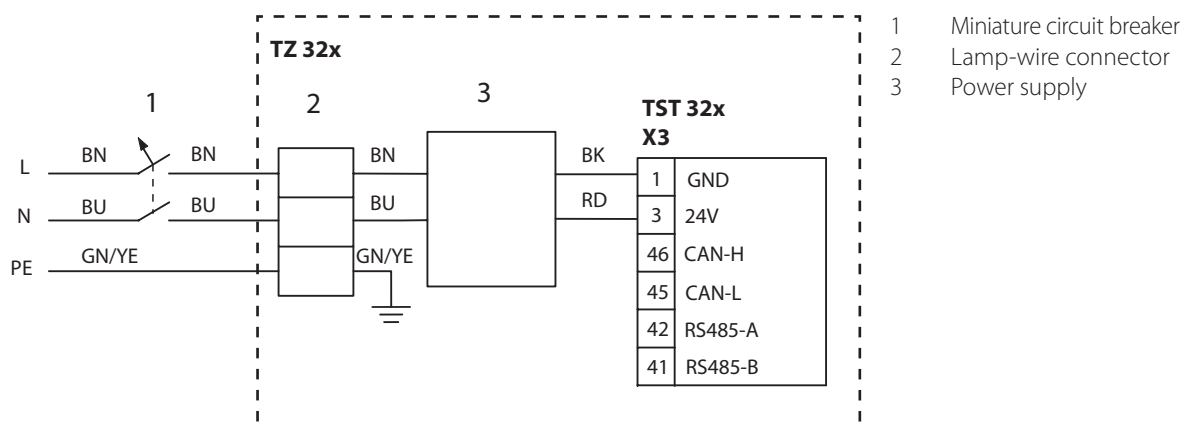 TZ 32x
1 Miniature circuit breaker
2 Lamp-wire connector
3 Power supply
1
2
3
TST 32x
X3
L BN BN BN BK 1 GND
N BU BU BU RD 3 24V
PE GN/YE GN/YE 46 CAN-H
45 CAN-L
42 RS485-A
41 RS485-B